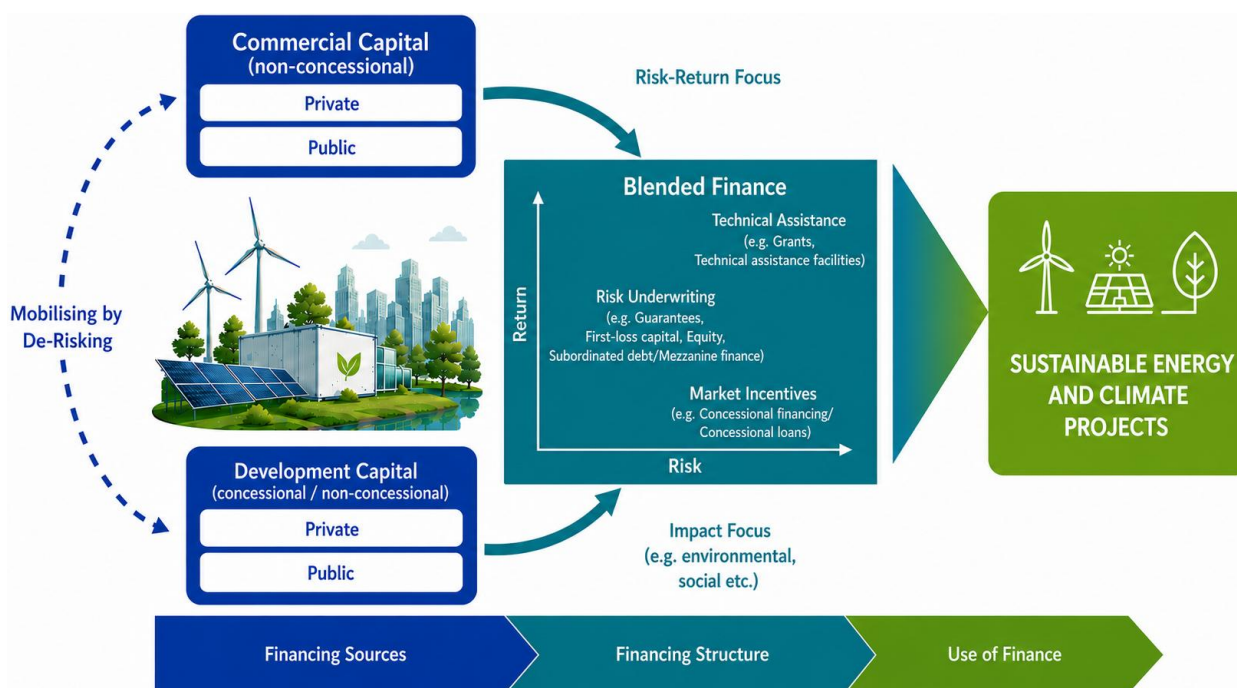 Commercial Capital
(non-concessional)
Private
Public
Risk-Return Focus
Mobilising by
De-Risking
Blended Finance
Technical Assistance
(e.g. Grants,
Technical assistance facilities)
Risk Underwriting
(e.g. Guarantees,
First-loss capital, Equity,
Subordinated debt/Mezzanine finance)
Market Incentives
(e.g. Concessional financing/
Concessional loans)
Return
Risk
SUSTAINABLE ENERGY
AND CLIMATE
PROJECTS
Development Capital
(concessional / non-concessional)
Private
Public
Impact Focus
(e.g. environmental,
social etc.)
Financing Sources
Financing Structure
Use of Finance